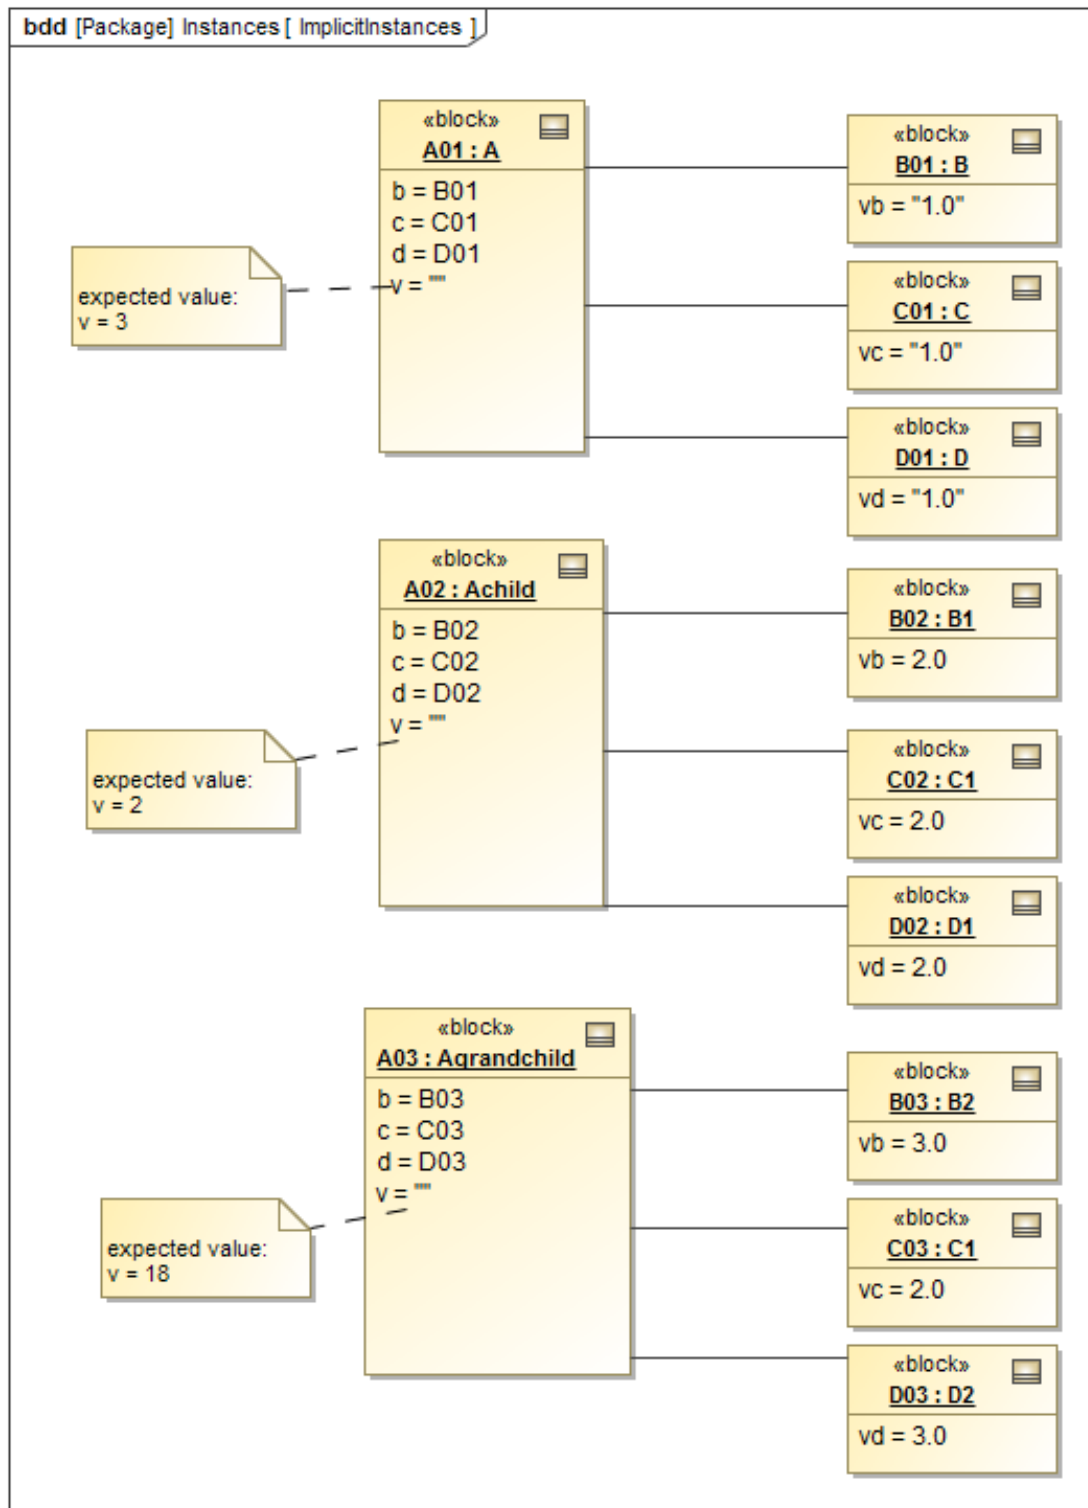 bdd [Package] Instances [ ImplicitInstances ]
«block»
A01 : A
b = B01
c = C01
d = D01
v = ""
expected value:
v = 3
«block»
B01 : B
vb = "1.0"
«block»
C01 : C
vc = "1.0"
«block»
D01 : D
vd = "1.0"
«block»
A02 : Achild
b = B02
c = C02
d = D02
v = ""
expected value:
v = 2
«block»
B02 : B1
vb = 2.0
«block»
C02 : C1
vc = 2.0
«block»
D02 : D1
vd = 2.0
«block»
A03 : Agrandchild
b = B03
c = C03
d = D03
v = ""
expected value:
v = 18
«block»
B03 : B2
vb = 3.0
«block»
C03 : C1
vc = 2.0
«block»
D03 : D2
vd = 3.0